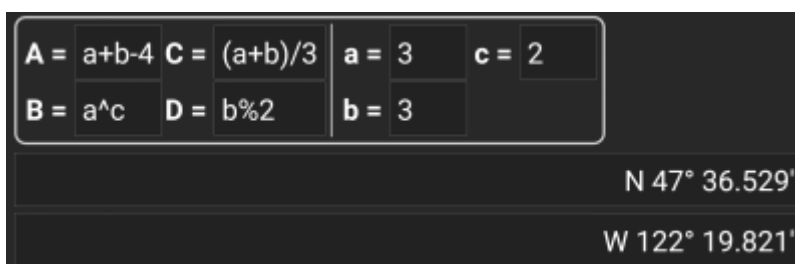 A = a+b-4 C = (a+b)/3 a = 3 c = 2
B = a^c D = b%2 b = 3
N 47° 36.529'
W 122° 19.821'